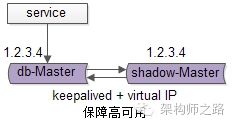 service
1.2.3.4 1.2.3.4
db-Master shadow-Master
keepalived + virtual IP
保障高可用
架构师之路